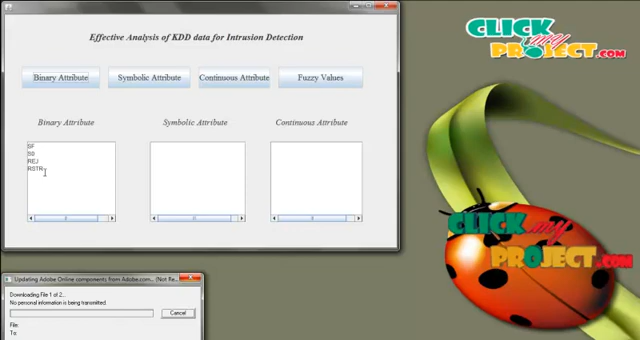 Effective Analysis of KDD data for Intrusion Detection
Binary Attribute
Symbolic Attribute
Continuous Attribute
Fuzzy Values
Binary Attribute
Symbolic Attribute
Continuous Attribute
SF
S0
REJ
RSTR
Updating Adobe Online components from Adobe.com... (Not Re...
Downloading File 1 of 2...
No personal information is being transmitted.
Cancel
File:
To:
CLICK
my
PROJECT.COM
CLICK
my
PROJECT.COM